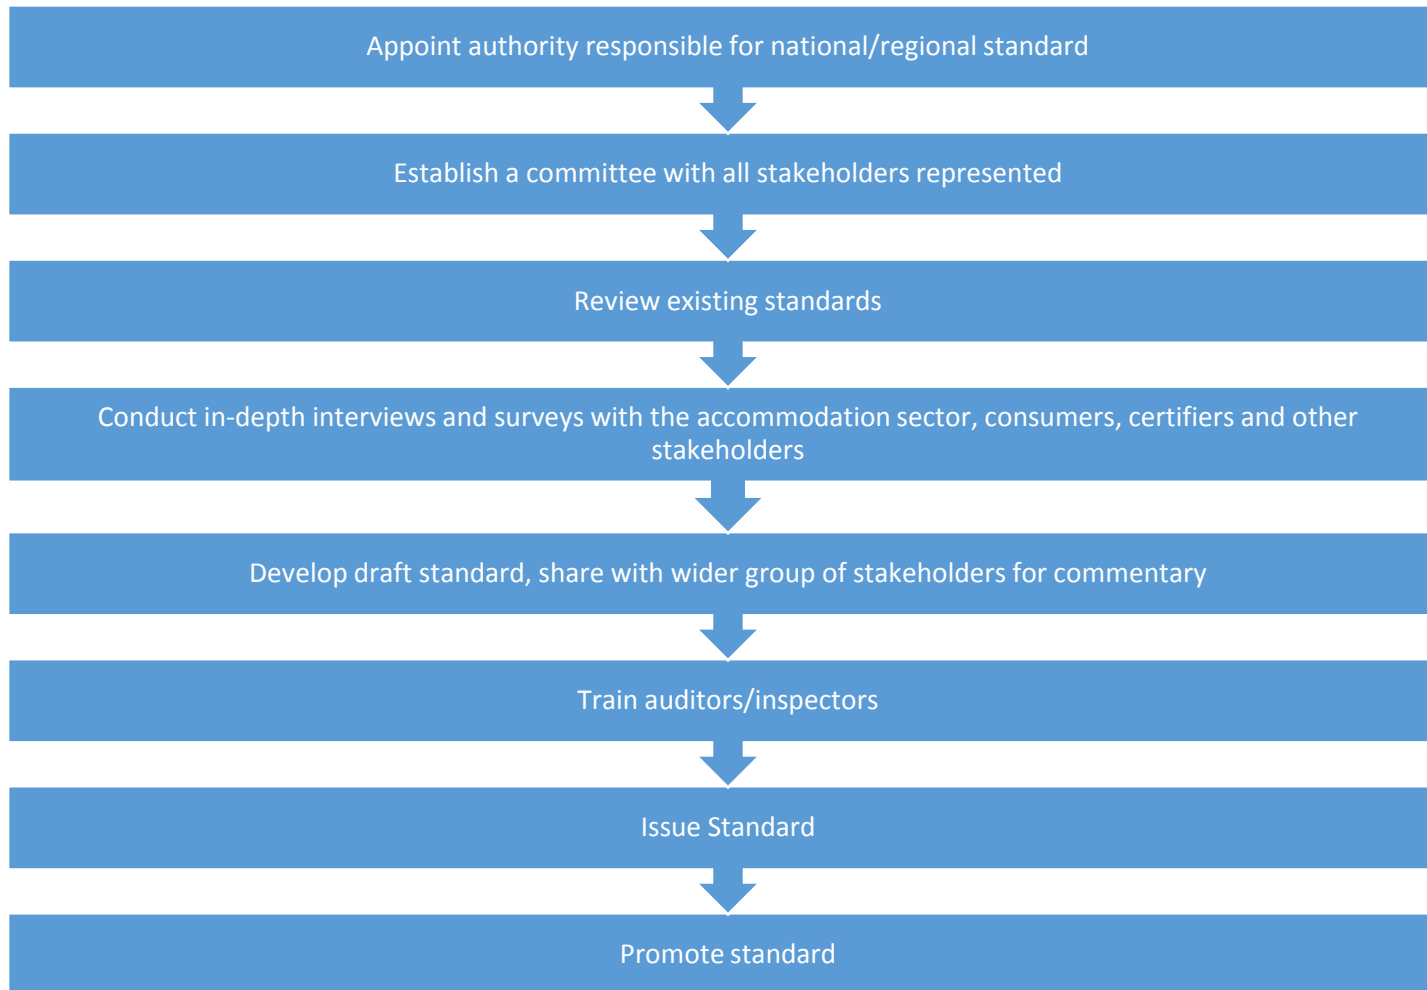 Appoint authority responsible for national/regional standard
Establish a committee with all stakeholders represented
Review existing standards
Conduct in-depth interviews and surveys with the accommodation sector, consumers, certifiers and other
stakeholders
Develop draft standard, share with wider group of stakeholders for commentary
Train auditors/inspectors
Issue Standard
Promote standard